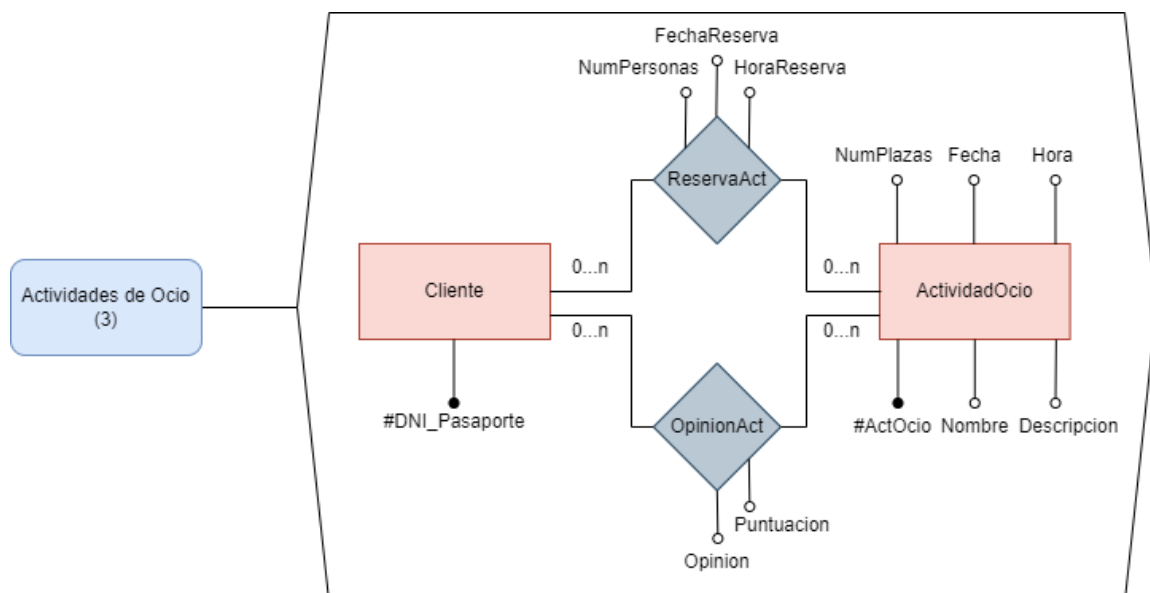 FechaReserva
NumPersonas
HoraReserva
ReservaAct
NumPlazas
Fecha
Hora
Actividades de Ocio
(3)
Cliente
0...n
0...n
ActividadOcio
0...n
0...n
#DNI_Pasaporte
OpinionAct
#ActOcio
Nombre
Descripcion
Puntuacion
Opinion